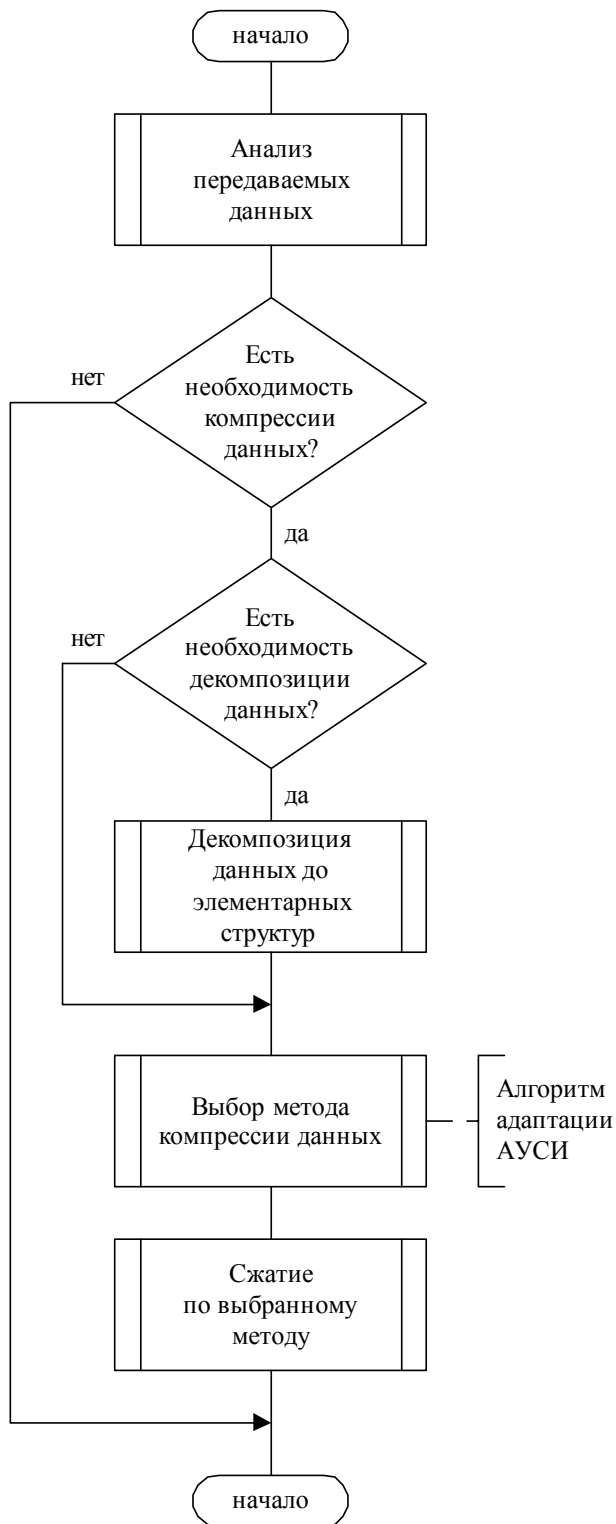 начало
Анализ
передаваемых
данных
Есть
необходимость
компрессии
данных?
нет
да
Есть
необходимость
декомпозиции
данных?
нет
да
Декомпозиция
данных до
элементарных
структур
Выбор метода
компрессии данных
Алгоритм
адаптации
АУСИ
Сжатие
по выбранному
методу
начало